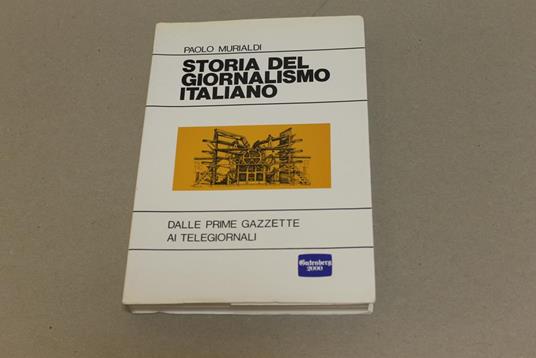 PAOLO MURIALDI
STORIA DEL
GIORNALISMO
ITALIANO
DALLE PRIME GAZZETTE
AI TELEGIORNALI
Gutenberg
2000